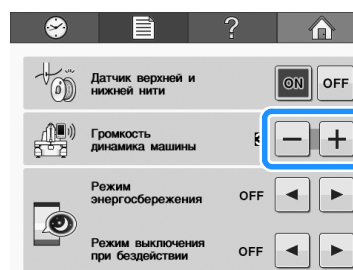 ?
Датчик верхней и
нижней нити
ON OFF
Громкость
динамика машины
− +
Режим
энергосбережения
OFF
Режим выключения
при бездействии
OFF